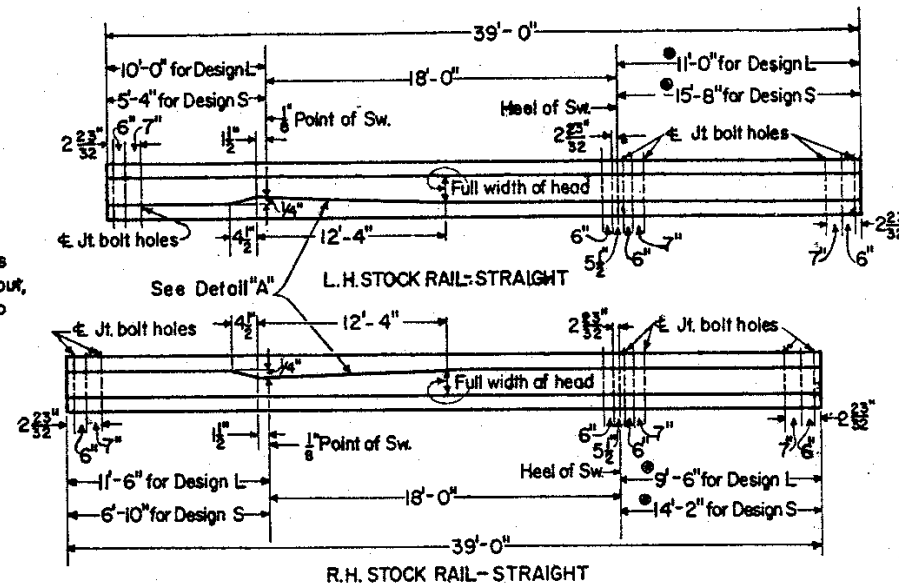 39'-0"
10'-0" for Design L
18'-0"
11'-0" for Design L
5'-4" for Design S
15'-8" for Design S
1/8" Point of Sw.
Heel of Sw.
2 23/32"
6"
7"
1 1/2"
2 23/32"
℄ Jt. bolt holes
Full width of head
1/4"
℄ Jt. bolt holes
4 1/2"
12'-4"
6"
5 1/2"
6"
7"
7"
6"
2 23/32"
s
out,
o
See Detail "A"
L.H. STOCK RAIL-STRAIGHT
℄ Jt. bolt holes
4 1/2"
12'-4"
2 23/32"
℄ Jt. bolt holes
1/4"
Full width of head
2 23/32"
6"
7"
1 1/2"
1/8" Point of Sw.
6"
5 1/2"
6"
7"
7"
6"
2 23/32"
Heel of Sw.
11'-6" for Design L
18'-0"
9'-6" for Design L
6'-10" for Design S
14'-2" for Design S
39'-0"
R.H. STOCK RAIL-STRAIGHT